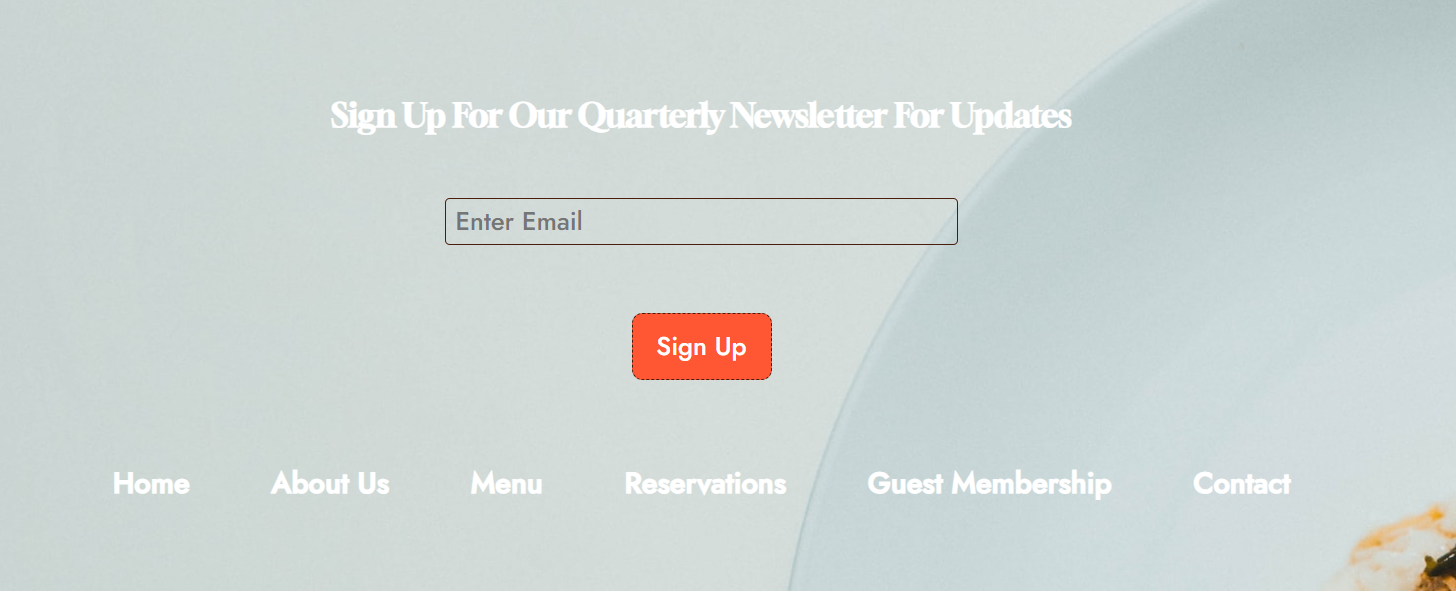 Sign Up For Our Quarterly Newsletter For Updates
Enter Email
Sign Up
Home About Us Menu Reservations Guest Membership Contact